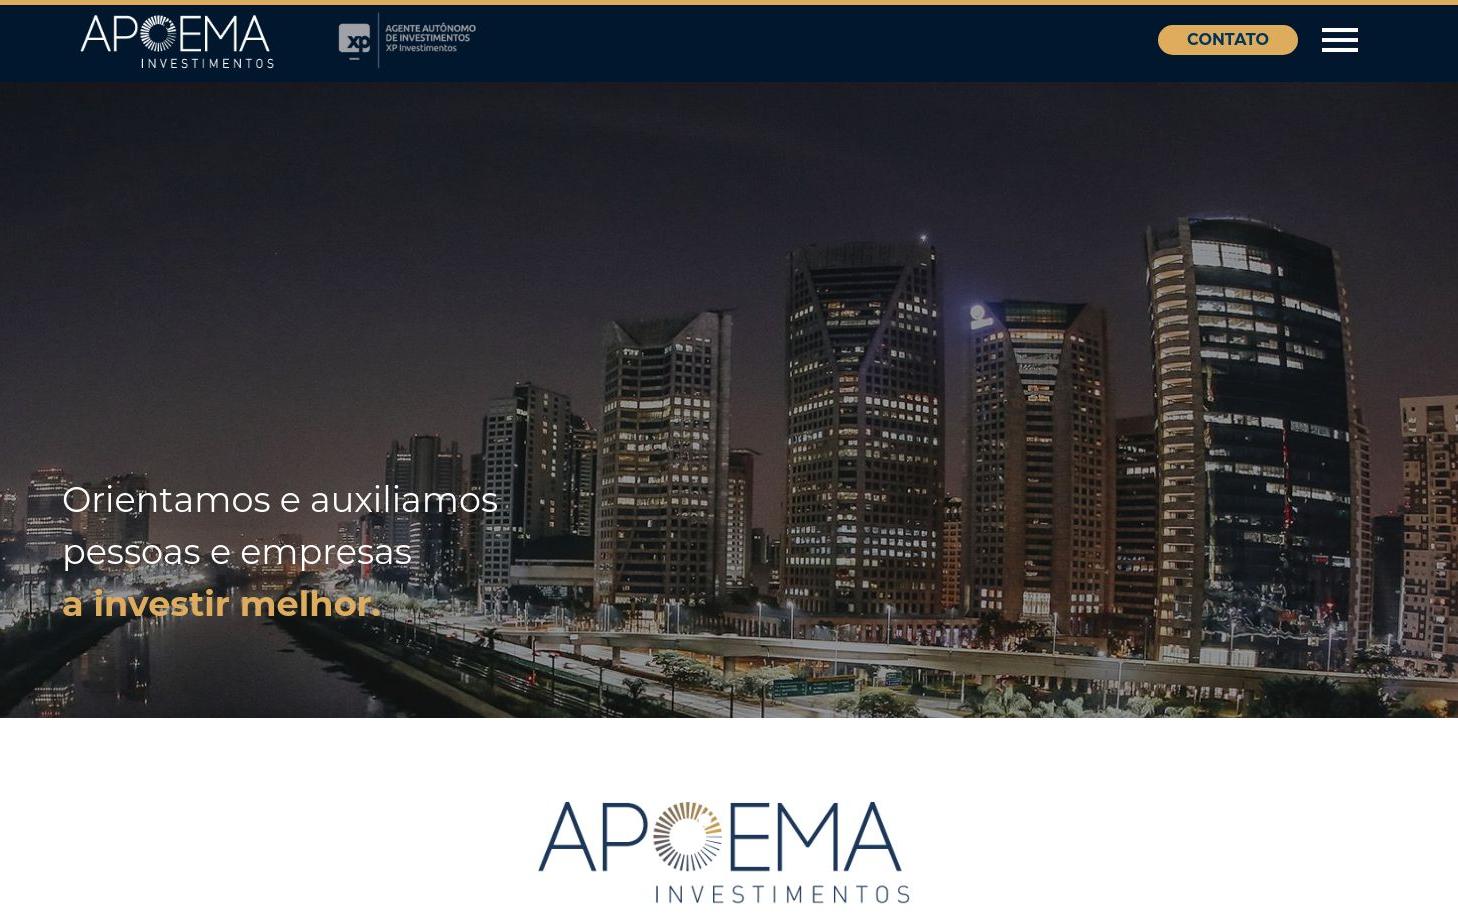 APOEMA
INVESTIMENTOS
xp
AGENTE AUTÔNOMO
DE INVESTIMENTOS
XP Investimentos
CONTATO
Orientamos e auxiliamos
pessoas e empresas
a investir melhor.
APOEMA
INVESTIMENTOS